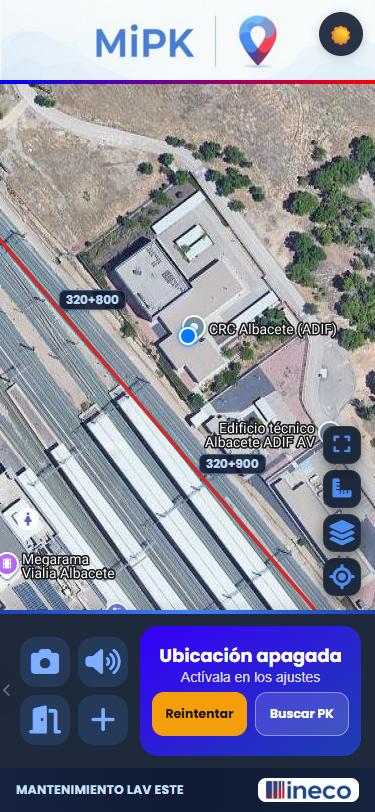 MiPK
320+800
CRC Albacete (ADIF)
Edificio técnico
Albacete ADIF AV
320+900
Megarama
Vialia Albacete
Ubicación apagada
Actívala en los ajustes
Reintentar
Buscar PK
MANTENIMIENTO LAV ESTE
ineco